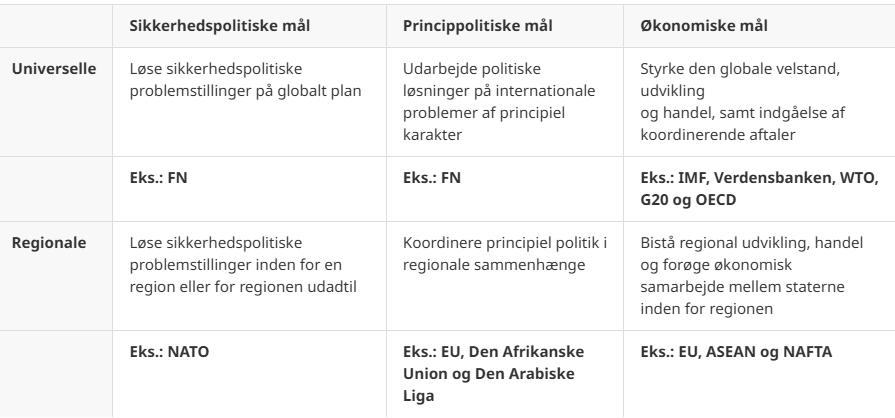 Sikkerhedspolitiske mål
Princippolitiske mål
Økonomiske mål
Universelle
Løse sikkerhedspolitiske
problemstillinger på globalt plan
Udarbejde politiske
løsninger på internationale
problemer af principiel
karakter
Styrke den globale velstand,
udvikling
og handel, samt indgåelse af
koordinerende aftaler
Eks.: FN
Eks.: FN
Eks.: IMF, Verdensbanken, WTO,
G20 og OECD
Regionale
Løse sikkerhedspolitiske
problemstillinger inden for en
region eller for regionen udadtil
Koordinere principiel politik i
regionale sammenhænge
Bistå regional udvikling, handel
og forøge økonomisk
samarbejde mellem staterne
inden for regionen
Eks.: NATO
Eks.: EU, Den Afrikanske
Union og Den Arabiske
Liga
Eks.: EU, ASEAN og NAFTA